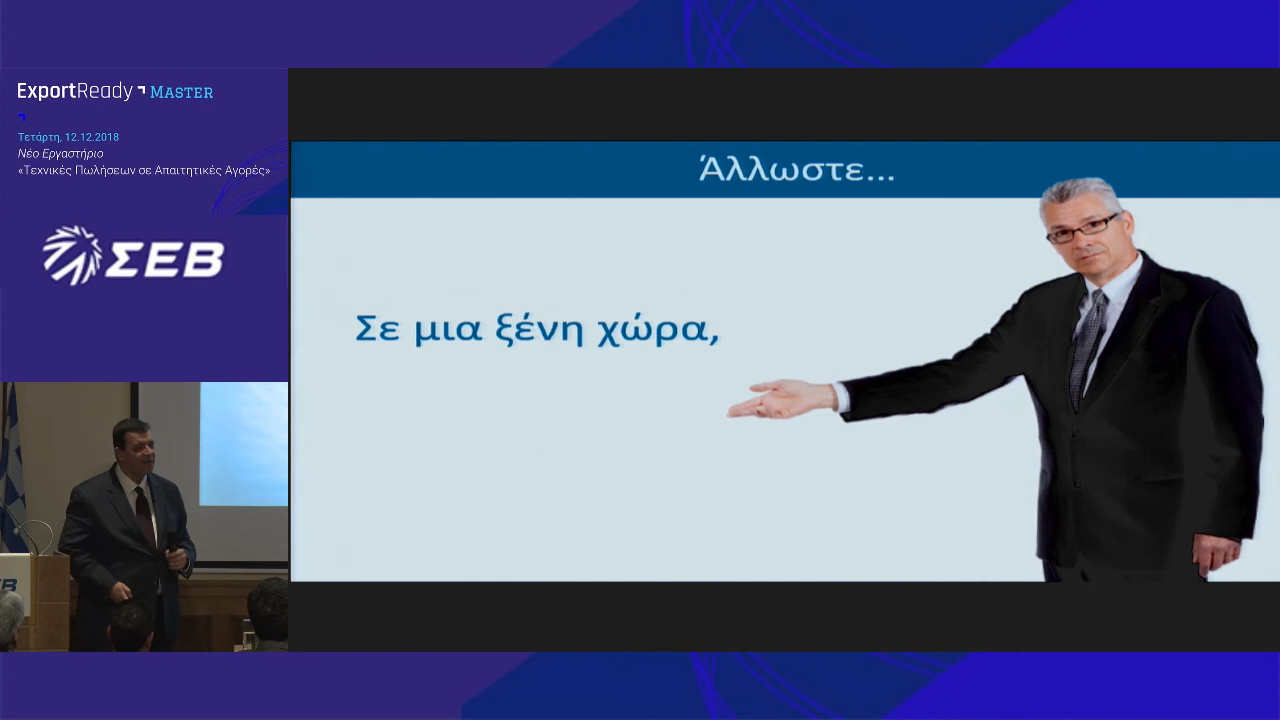 ExportReady MASTER
Τετάρτη, 12.12.2018
Νέο Εργαστήριο
«Τεχνικές Πωλήσεων σε Απαιτητικές Αγορές»
ΣΕΒ
Άλλωστε...
Σε μια ξένη χώρα,